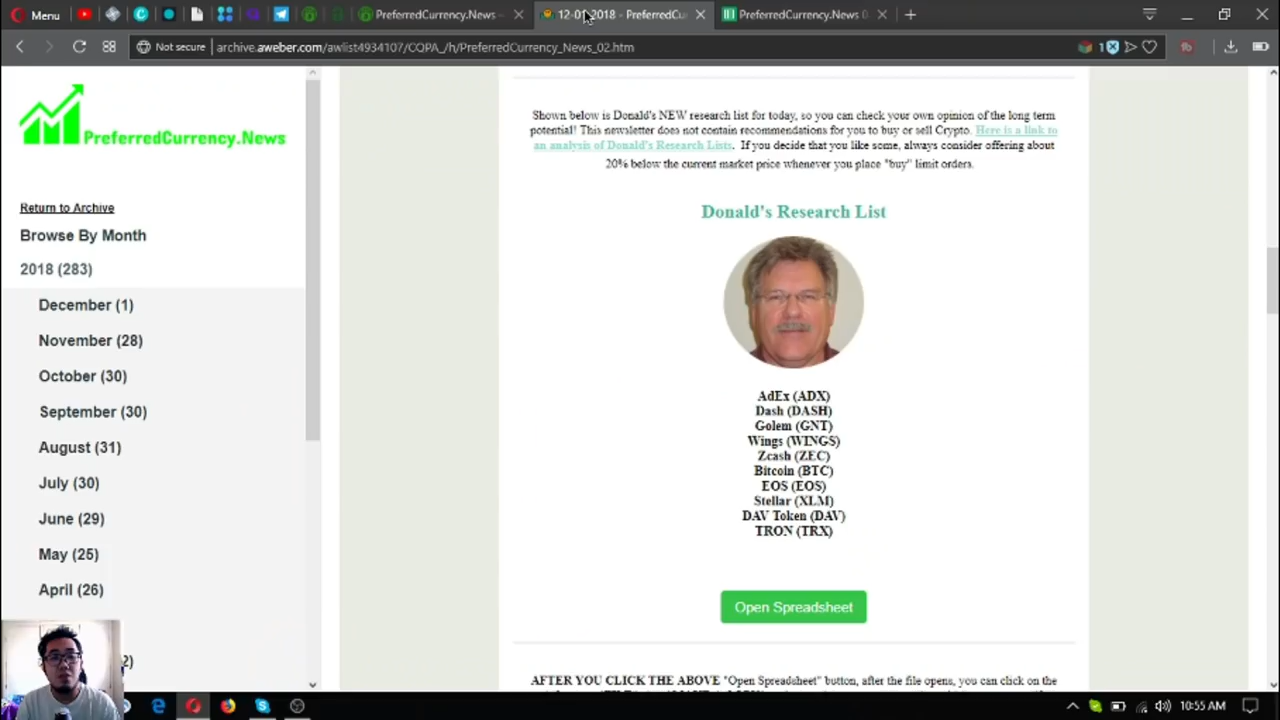 Menu
PreferredCurrency.News –
12-01-2018 - PreferredCu
PreferredCurrency.News
Not secure
archive.aweber.com/awlist4934107/CQPA_/h/PreferredCurrency_News_02.htm
1
PreferredCurrency.News
Return to Archive
Browse By Month
2018 (283)
December (1)
November (28)
October (30)
September (30)
August (31)
July (30)
June (29)
May (25)
April (26)
Shown below is Donald's NEW research list for today, so you can check your own opinion of the long term
potential! This newsletter does not contain recommendations for you to buy or sell Crypto. Here is a link to
an analysis of Donald's Research Lists. If you decide that you like some, always consider offering about
20% below the current market price whenever you place "buy" limit orders.
Donald's Research List
AdEx (ADX)
Dash (DASH)
Golem (GNT)
Wings (WINGS)
Zcash (ZEC)
Bitcoin (BTC)
EOS (EOS)
Stellar (XLM)
DAV Token (DAV)
TRON (TRX)
Open Spreadsheet
AFTER YOU CLICK THE ABOVE "Open Spreadsheet" button, after the file opens, you can click on the
10:55 AM